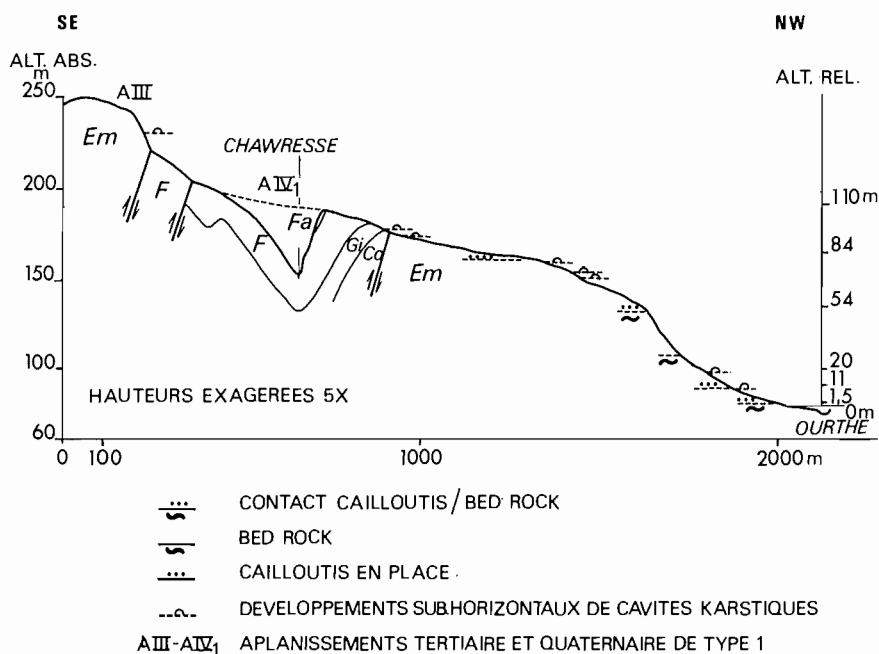 SE
NW
ALT. ABS.
m
ALT. REL.
250
200
150
100
60
AIII
Em
F
F
CHAWRESSE
AIV1
Fa
F
Gi
Co
Em
110m
84
54
20
11
1,5
0m
OURTHE
HAUTEURS EXAGEREES 5X
0
100
1000
2000 m
CONTACT CAILLOUTIS / BED ROCK
BED ROCK
CAILLOUTIS EN PLACE.
DEVELOPPEMENTS SUBHORIZONTAUX DE CAVITES KARSTIQUES
AIII-AIV1 APLANISSEMENTS TERTIAIRE ET QUATERNAIRE DE TYPE 1